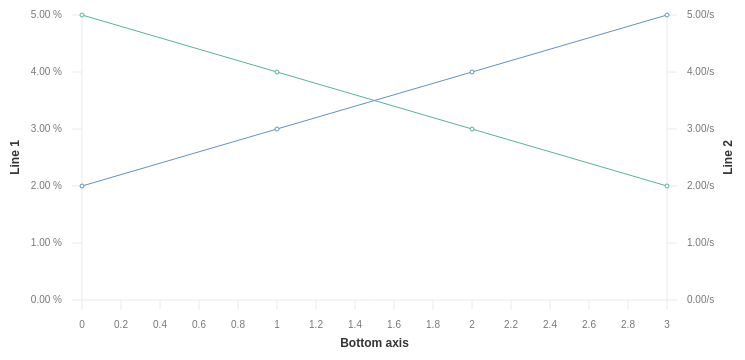 5.00 %
4.00 %
3.00 %
2.00 %
1.00 %
0.00 %
Line 1
5.00/s
4.00/s
3.00/s
2.00/s
1.00/s
0.00/s
Line 2
0 0.2 0.4 0.6 0.8 1 1.2 1.4 1.6 1.8 2 2.2 2.4 2.6 2.8 3
Bottom axis